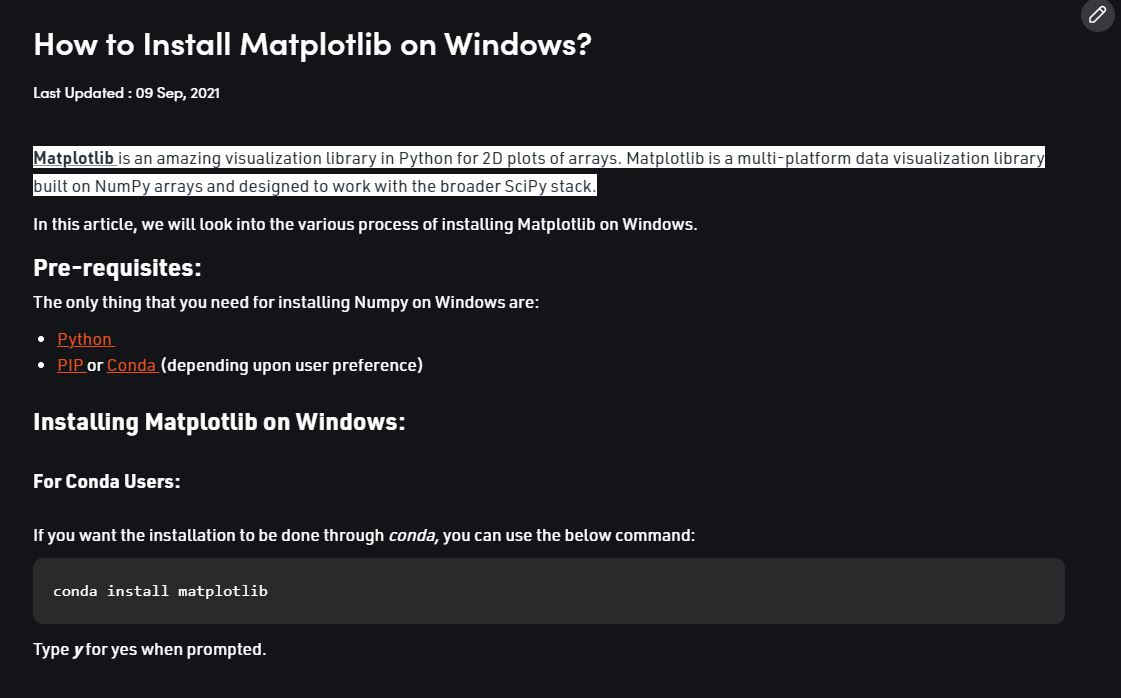 How to Install Matplotlib on Windows?
Last Updated : 09 Sep, 2021
Matplotlib is an amazing visualization library in Python for 2D plots of arrays. Matplotlib is a multi-platform data visualization library
built on NumPy arrays and designed to work with the broader SciPy stack.
In this article, we will look into the various process of installing Matplotlib on Windows.
Pre-requisites:
The only thing that you need for installing Numpy on Windows are:
Python
PIP or Conda (depending upon user preference)
Installing Matplotlib on Windows:
For Conda Users:
If you want the installation to be done through conda, you can use the below command:
conda install matplotlib
Type y for yes when prompted.